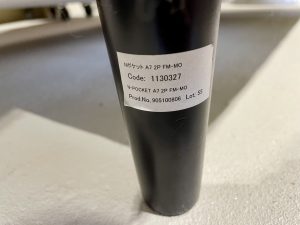 Nポケット A7 2P FM-MO
Code: 1130327
N-POCKET A7 2P FM-MO
Prod.No.905100806 Lot. SS